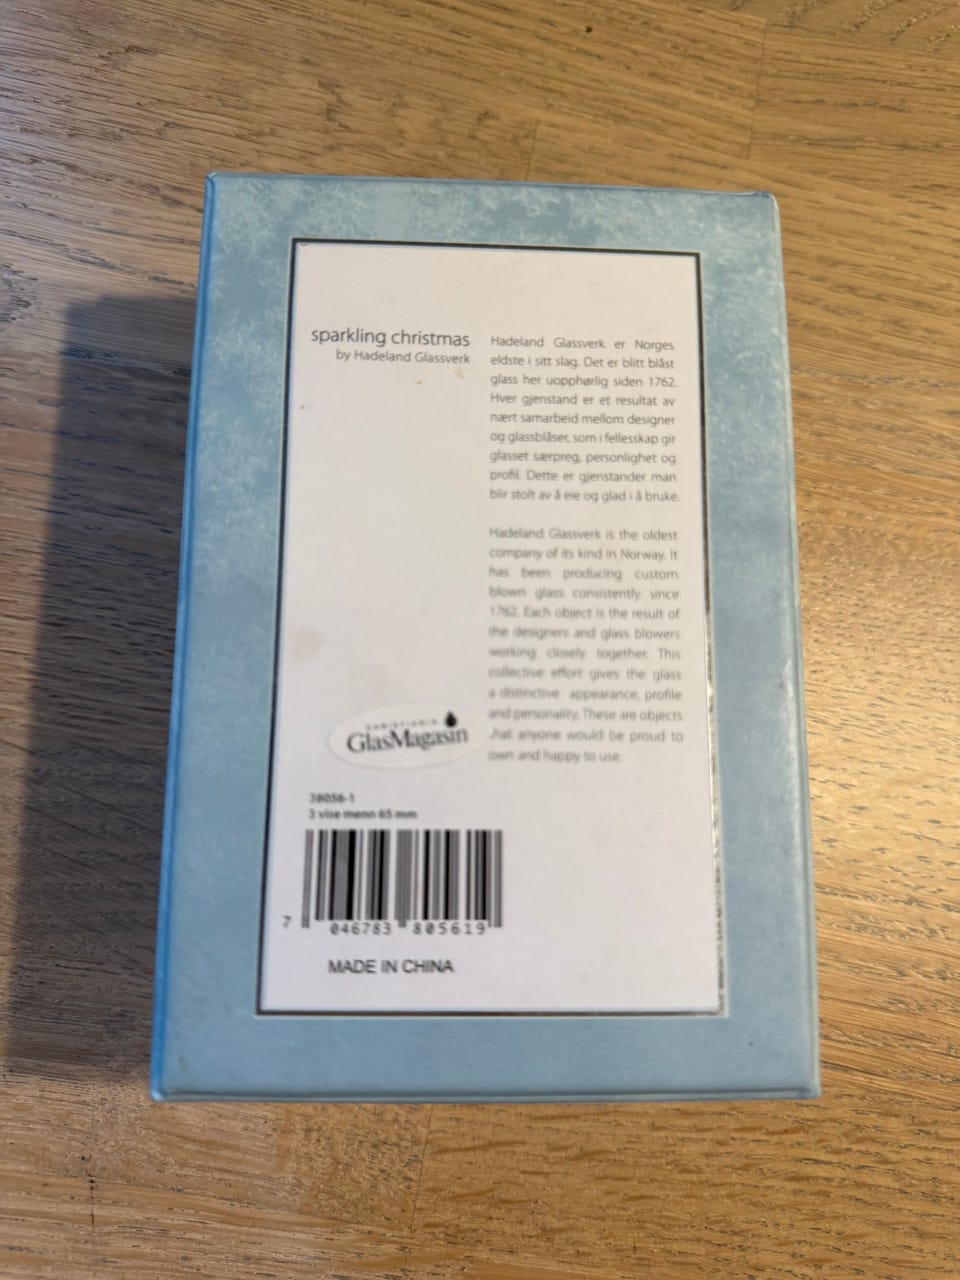 sparkling christmas
by Hadeland Glassverk
Hadeland Glassverk er Norges
eldste i sitt slag. Det er blitt blåst
glass her uopphørlig siden 1762.
Hver gjenstand er et resultat av
nært samarbeid mellom designer
og glassblåser, som i fellesskap gir
glasset særpreg, personlighet og
profil. Dette er gjenstander man
blir stolt av å eie og glad i å bruke.
Hadeland Glassverk is the oldest
company of its kind in Norway. It
has been producing custom
blown glass consistently since
1762. Each object is the result of
the designers and glass blowers
working closely together. This
collective effort gives the glass
a distinctive appearance, profile
and personality. These are objects
that anyone would be proud to
own and happy to use.
CHRISTIANIA
GlasMagasin
38056-1
3 vise menn 65 mm
7 046783 805619
MADE IN CHINA